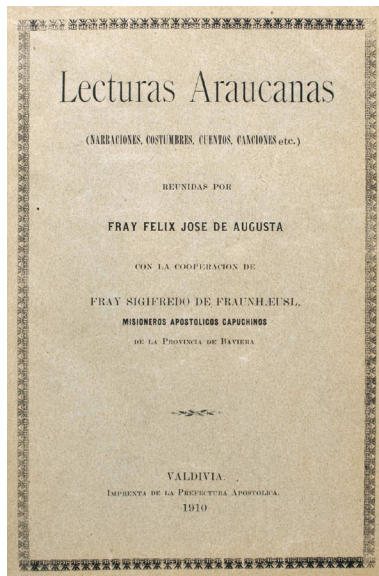 Lecturas Araucanas
(NARRACIONES, COSTUMBRES, CUENTOS, CANCIONES etc.)
REUNIDAS POR
FRAY FELIX JOSE DE AUGUSTA
CON LA COOPERACION DE
FRAY SIGIFREDO DE FRAUNHÆUSL,
MISIONEROS APOSTOLICOS CAPUCHINOS
DE LA PROVINCIA DE BAVIERA
VALDIVIA.
IMPRENTA DE LA PREFECTURA APOSTOLICA.
1910